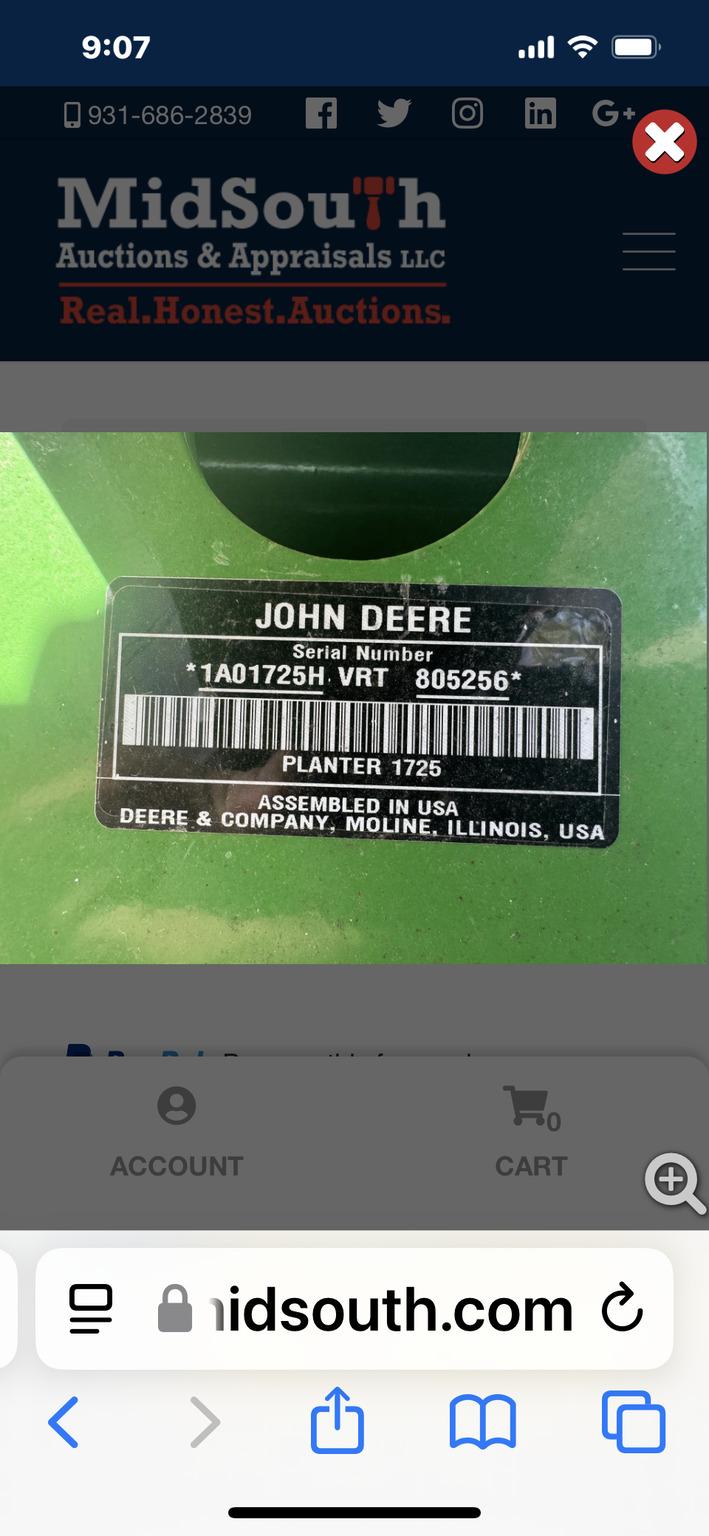 9:07
931-686-2839
MidSouth
Auctions & Appraisals LLC
Real.Honest.Auctions.
JOHN DEERE
Serial Number
*1A01725H VRT 805256*
PLANTER 1725
ASSEMBLED IN USA
DEERE & COMPANY, MOLINE, ILLINOIS, USA
ACCOUNT
0
CART
idsouth.com